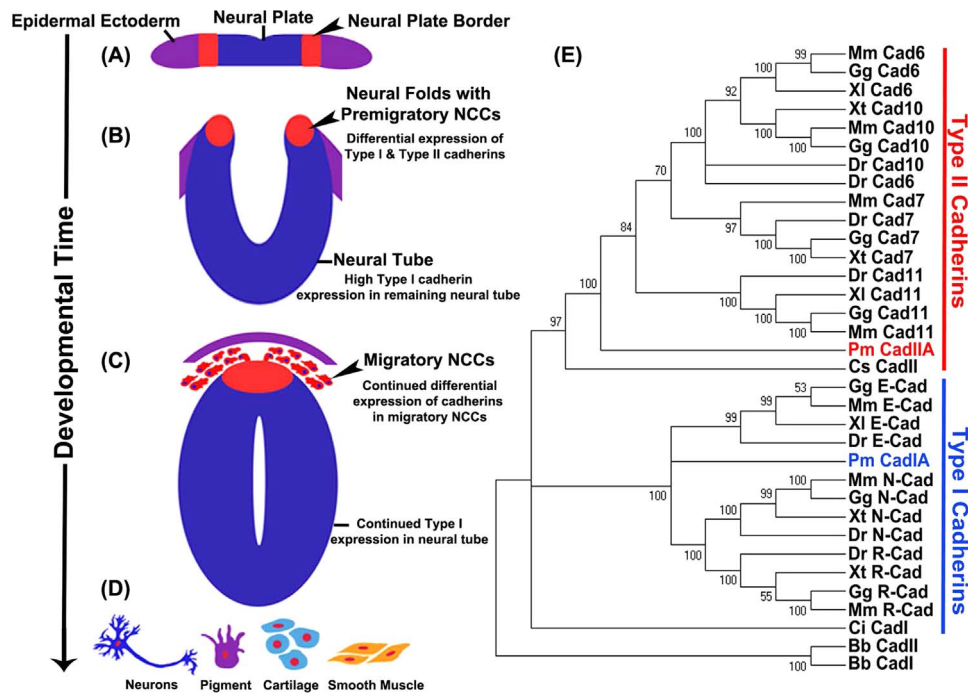 Epidermal Ectoderm
Neural Plate
Neural Plate Border
(A)
Neural Folds with
Premigratory NCCs
(B)
Differential expression of
Type I & Type II cadherins
Neural Tube
High Type I cadherin
expression in remaining neural tube
(C)
Migratory NCCs
Continued differential
expression of cadherins
in migratory NCCs
Continued Type I
expression in neural tube
(D)
Neurons
Pigment
Cartilage
Smooth Muscle
Developmental Time
(E)
99
100
92
100
100
100
70
97
100
100
84
100
100
100
100
97
53
99
99
100
100
99
100
100
55
100
100
Mm Cad6
Gg Cad6
Xl Cad6
Xt Cad10
Mm Cad10
Gg Cad10
Dr Cad10
Dr Cad6
Mm Cad7
Dr Cad7
Gg Cad7
Xt Cad7
Dr Cad11
Xl Cad11
Gg Cad11
Mm Cad11
Pm CadIIA
Cs CadII
Gg E-Cad
Mm E-Cad
Xl E-Cad
Dr E-Cad
Pm CadIA
Mm N-Cad
Gg N-Cad
Xt N-Cad
Dr N-Cad
Dr R-Cad
Xt R-Cad
Gg R-Cad
Mm R-Cad
Ci CadI
Bb CadII
Bb CadI
Type II Cadherins
Type I Cadherins